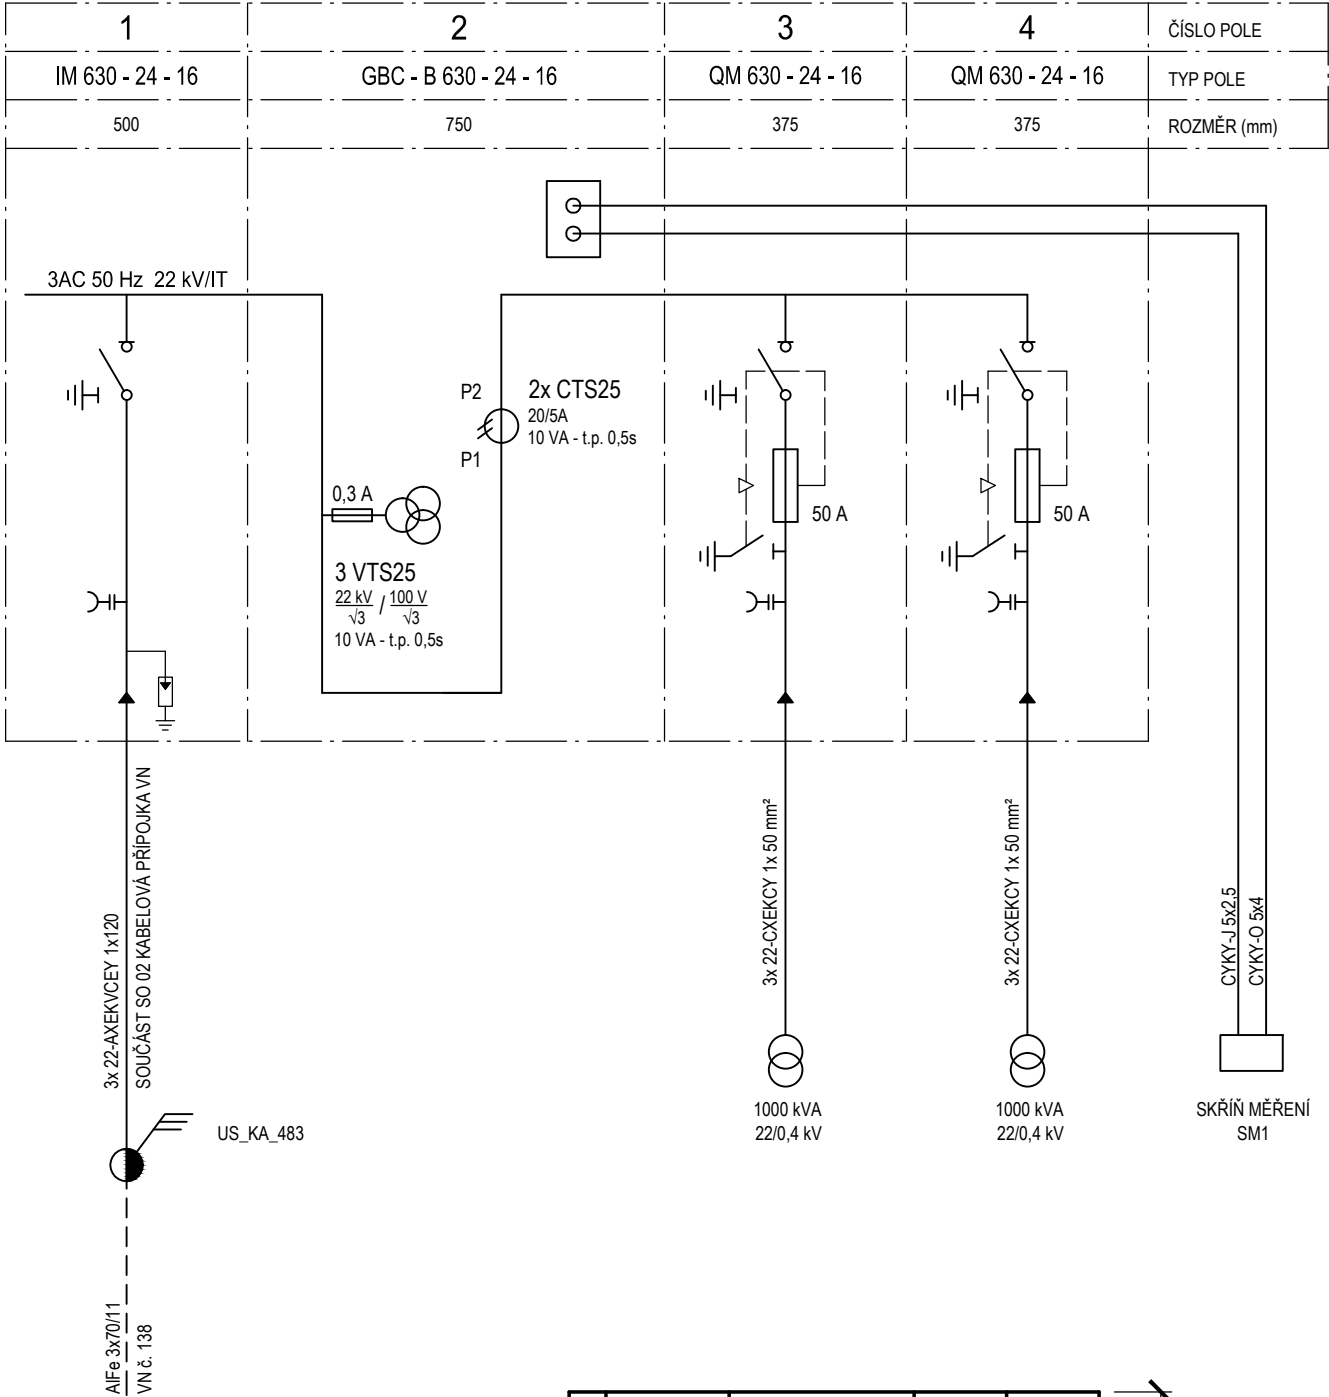 1 2 3 4 ČÍSLO POLE
IM 630 - 24 - 16 GBC - B 630 - 24 - 16 QM 630 - 24 - 16 QM 630 - 24 - 16 TYP POLE
500 750 375 375 ROZMĚR (mm)
3AC 50 Hz 22 kV/IT
P2
P1
2x CTS25
20/5A
10 VA - t.p. 0,5s
0,3 A
3 VTS25
22 kV / 100 V
√3 √3
10 VA - t.p. 0,5s
50 A
50 A
3x 22-AXEKVCEY 1x120
SOUČÁST SO 02 KABELOVÁ PŘÍPOJKA VN
3x 22-CXEKCY 1x 50 mm²
3x 22-CXEKCY 1x 50 mm²
CYKY-J 5x2,5
CYKY-O 5x4
1000 kVA
22/0,4 kV
1000 kVA
22/0,4 kV
SKŘÍŇ MĚŘENÍ
SM1
US_KA_483
AlFe 3x70/11
VN č. 138